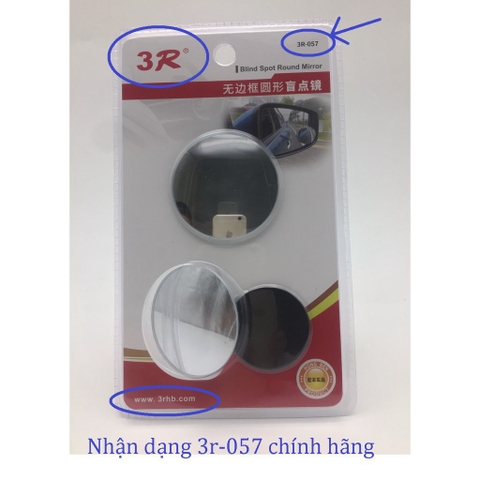 3R®
3R-057
Blind Spot Round Mirror
无边框圆形盲点镜
www.3rhb.com
Nhận dạng 3r-057 chính hãng